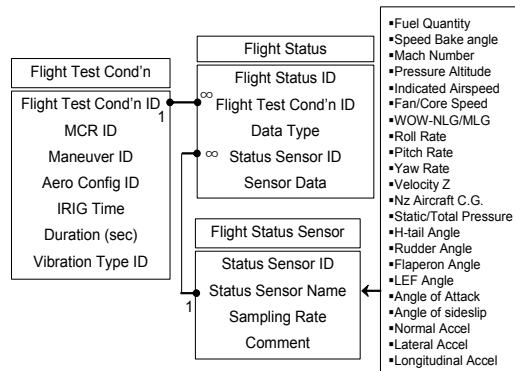 Flight Test Cond'n
Flight Test Cond'n ID
MCR ID
Maneuver ID
Aero Config ID
IRIG Time
Duration (sec)
Vibration Type ID
1
∞
Flight Status
Flight Status ID
Flight Test Cond'n ID
Data Type
Status Sensor ID
Sensor Data
∞
1
Flight Status Sensor
Status Sensor ID
Status Sensor Name
Sampling Rate
Comment
▪Fuel Quantity
▪Speed Bake angle
▪Mach Number
▪Pressure Altitude
▪Indicated Airspeed
▪Fan/Core Speed
▪WOW-NLG/MLG
▪Roll Rate
▪Pitch Rate
▪Yaw Rate
▪Velocity Z
▪Nz Aircraft C.G.
▪Static/Total Pressure
▪H-tail Angle
▪Rudder Angle
▪Flaperon Angle
▪LEF Angle
▪Angle of Attack
▪Angle of sideslip
▪Normal Accel
▪Lateral Accel
▪Longitudinal Accel